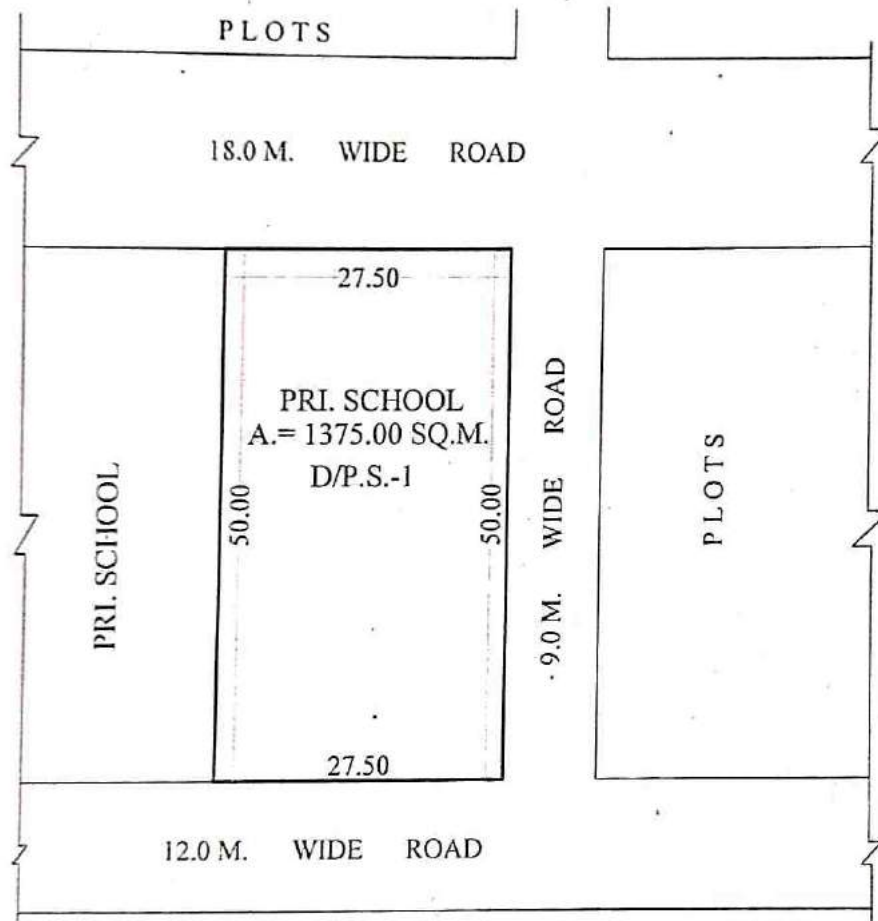 PLOTS
18.0 M. WIDE ROAD
27.50
PRI. SCHOOL
A.= 1375.00 SQ.M.
D/P.S.-1
50.00
50.00
27.50
PRI. SCHOOL
9.0 M. WIDE ROAD
PLOTS
12.0 M. WIDE ROAD